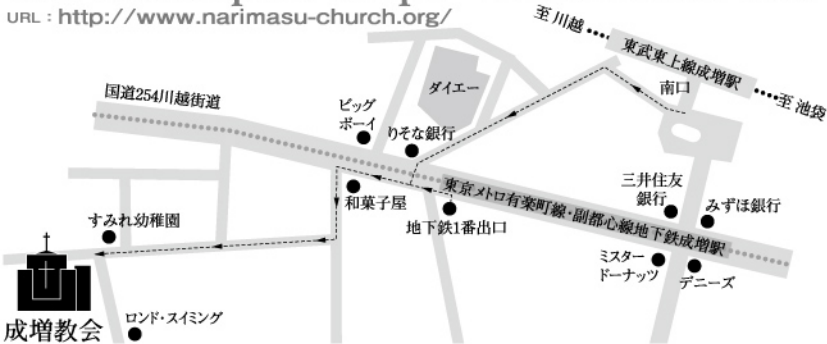 URL : http://www.narimasu-church.org/
至 川越
東武東上線成増駅
至 池袋
南口
ダイエー
国道254川越街道
ビッグ
ボーイ
りそな銀行
東京メトロ有楽町線・副都心線地下鉄成増駅
三井住友
銀行
みずほ銀行
和菓子屋
地下鉄1番出口
すみれ幼稚園
ミスター
ドーナッツ
デニーズ
成増教会
ロンド・スイミング